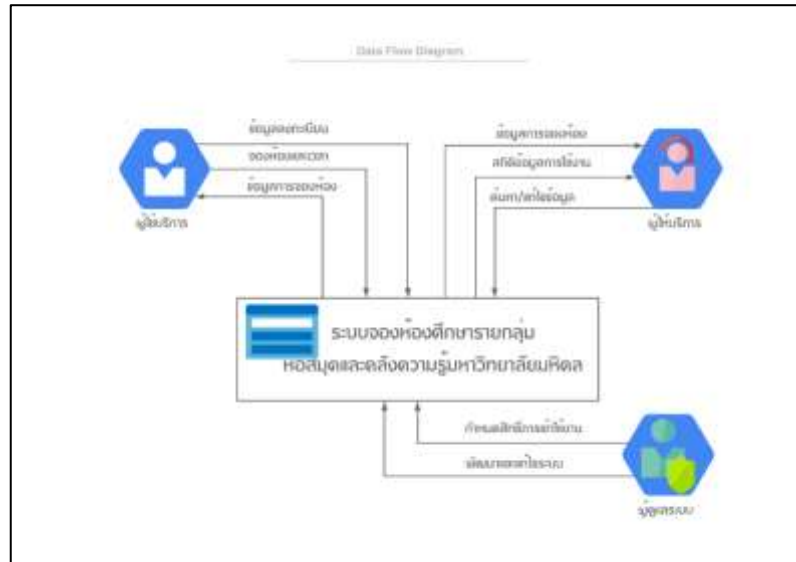 Data Flow Diagram
ข้อมูลลงทะเบียน
จองห้องและเวลา
ข้อมูลการจองห้อง
ผู้ใช้บริการ
ข้อมูลการจองห้อง
สถิติข้อมูลการใช้งาน
ค้นหา/แก้ไขข้อมูล
ผู้ให้บริการ
ระบบจองห้องศึกษารายกลุ่ม
หอสมุดและคลังความรู้มหาวิทยาลัยมหิดล
กำหนดสิทธิ์การเข้าใช้งาน
พัฒนาและแก้ไขระบบ
ผู้ดูแลระบบ